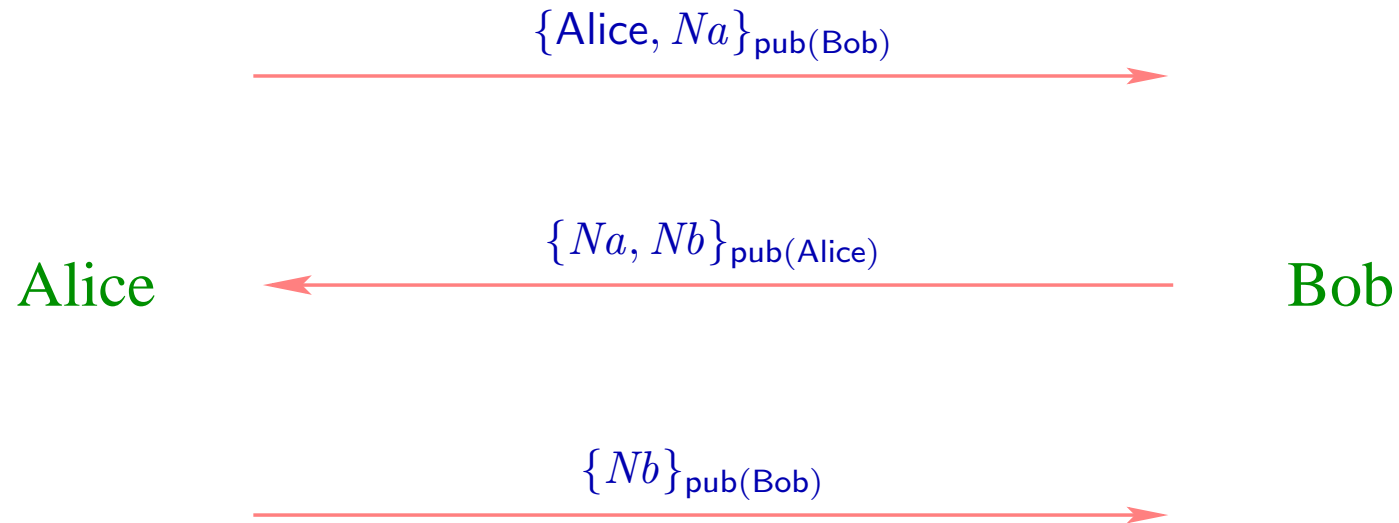 {Alice, Na}pub(Bob)
{Na, Nb}pub(Alice)
Alice
Bob
{Nb}pub(Bob)